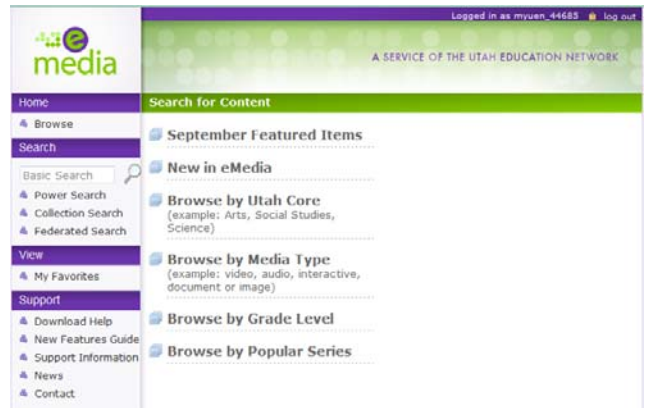 Logged in as myuen_44685 log out
e
media
A SERVICE OF THE UTAH EDUCATION NETWORK
Home
Browse
Search
Basic Search
Power Search
Collection Search
Federated Search
View
My Favorites
Support
Download Help
New Features Guide
Support Information
News
Contact
Search for Content
September Featured Items
New in eMedia
Browse by Utah Core
(example: Arts, Social Studies,
Science)
Browse by Media Type
(example: video, audio, interactive,
document or image)
Browse by Grade Level
Browse by Popular Series